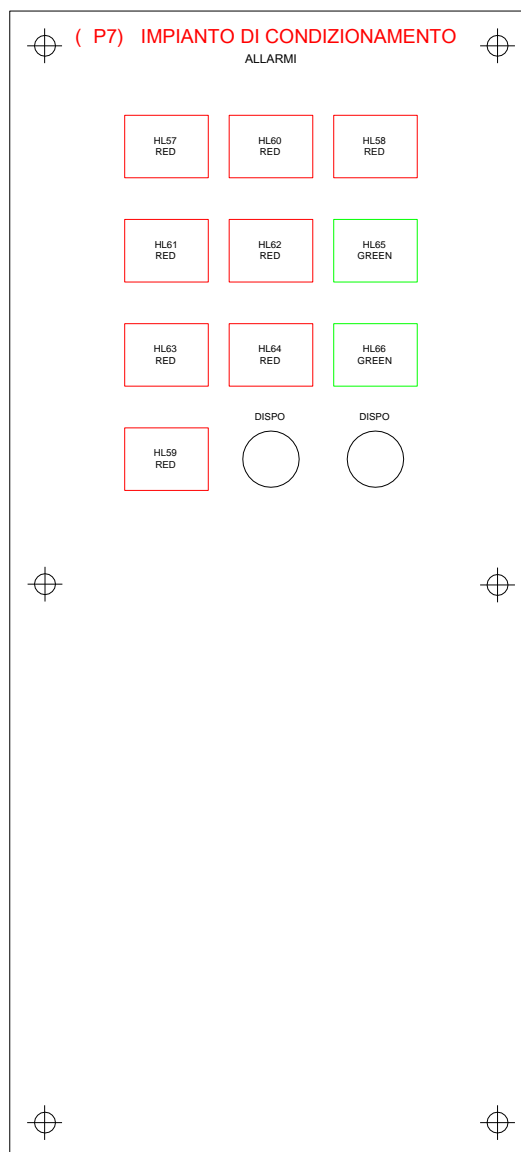 ( P7) IMPIANTO DI CONDIZIONAMENTO
ALLARMI
HL57
RED
HL60
RED
HL58
RED
HL61
RED
HL62
RED
HL65
GREEN
HL63
RED
HL64
RED
HL66
GREEN
HL59
RED
DISPO
DISPO